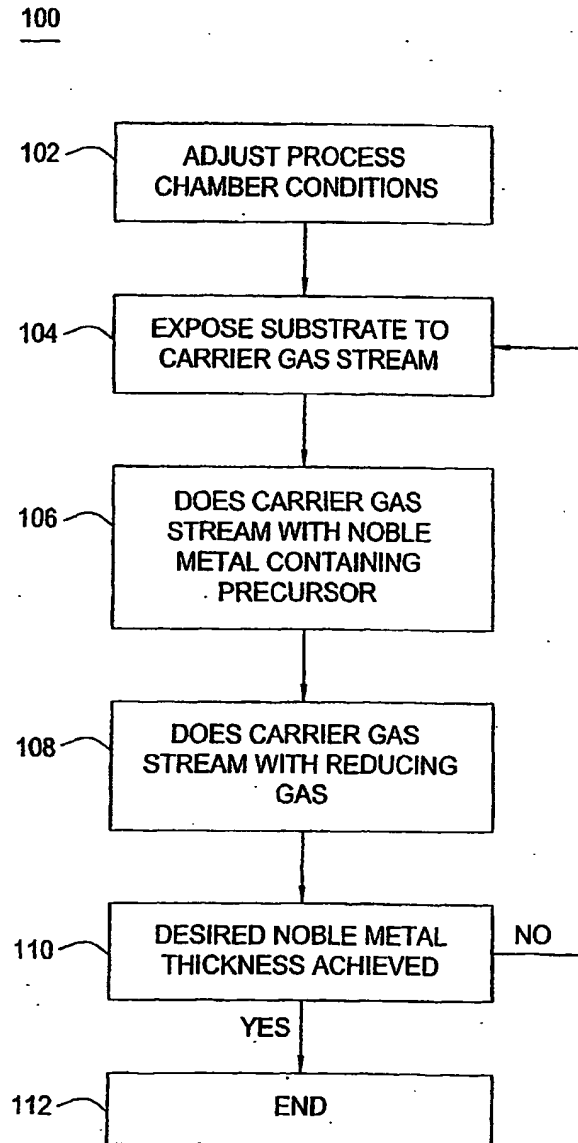 100
102
ADJUST PROCESS
CHAMBER CONDITIONS
104
EXPOSE SUBSTRATE TO
CARRIER GAS STREAM
106
DOES CARRIER GAS
STREAM WITH NOBLE
METAL CONTAINING
PRECURSOR
108
DOES CARRIER GAS
STREAM WITH REDUCING
GAS
110
DESIRED NOBLE METAL
THICKNESS ACHIEVED
NO
YES
112
END